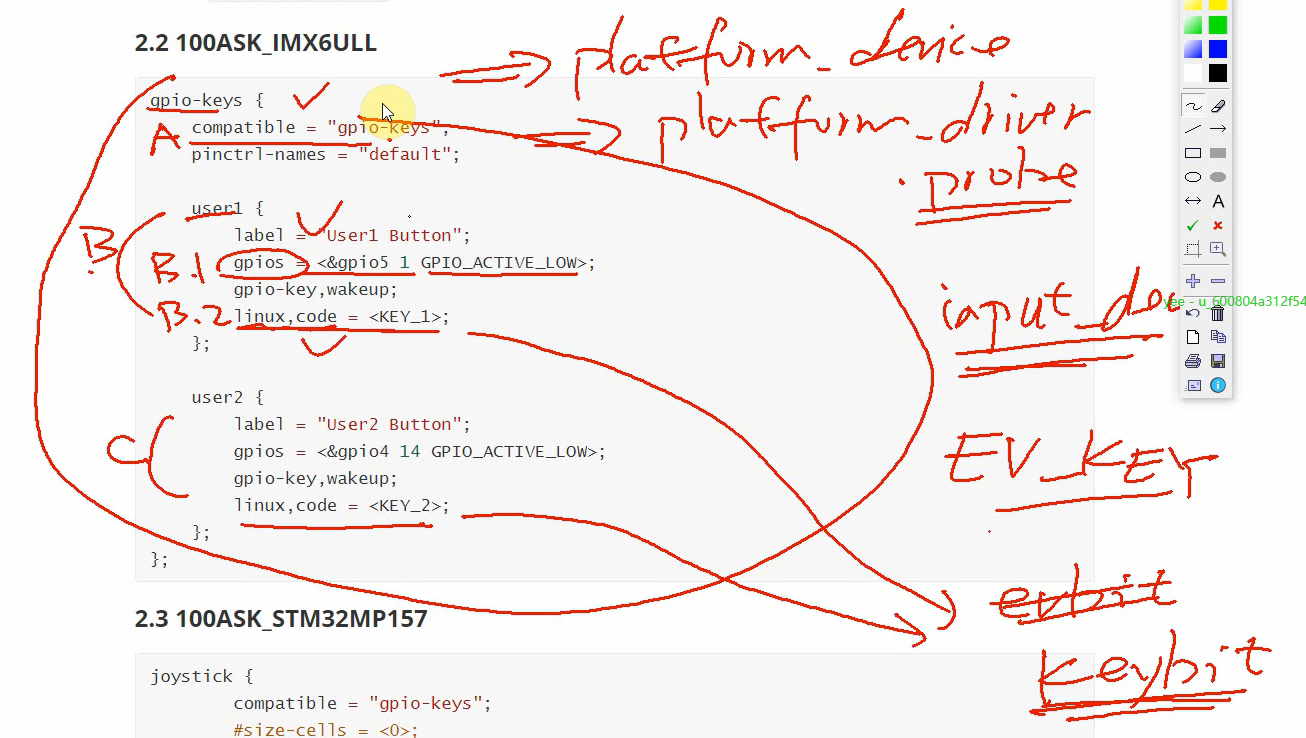 2.2 100ASK_IMX6ULL
=> platform_device
gpio-keys {
A compatible = "gpio-keys"; => platform_driver
pinctrl-names = "default";
.probe
B user1 {
label = "User1 Button";
B.1 gpios = <&gpio5 1 GPIO_ACTIVE_LOW>;
gpio-key,wakeup;
input_dev
yee - u_600804a312f54
B.2 linux,code = <KEY_1>;
};
user2 {
label = "User2 Button";
C gpios = <&gpio4 14 GPIO_ACTIVE_LOW>;
EV_KEY
gpio-key,wakeup;
linux,code = <KEY_2>;
};
};
evbit
2.3 100ASK_STM32MP157
keybit
joystick {
compatible = "gpio-keys";
#size-cells = <0>;
A